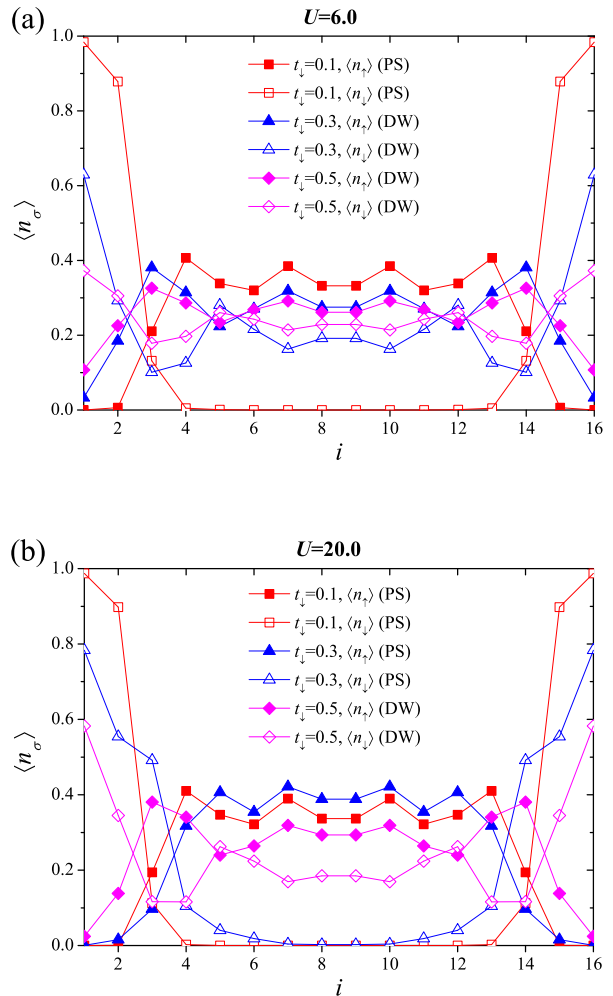 (a)
U=6.0
t↓=0.1, ⟨n↑⟩ (PS)
t↓=0.1, ⟨n↓⟩ (PS)
t↓=0.3, ⟨n↑⟩ (DW)
t↓=0.3, ⟨n↓⟩ (DW)
t↓=0.5, ⟨n↑⟩ (DW)
t↓=0.5, ⟨n↓⟩ (DW)
1.0
0.8
0.6
0.4
0.2
0.0
⟨nσ⟩
2 4 6 8 10 12 14 16
i
(b)
U=20.0
t↓=0.1, ⟨n↑⟩ (PS)
t↓=0.1, ⟨n↓⟩ (PS)
t↓=0.3, ⟨n↑⟩ (PS)
t↓=0.3, ⟨n↓⟩ (PS)
t↓=0.5, ⟨n↑⟩ (DW)
t↓=0.5, ⟨n↓⟩ (DW)
1.0
0.8
0.6
0.4
0.2
0.0
⟨nσ⟩
2 4 6 8 10 12 14 16
i